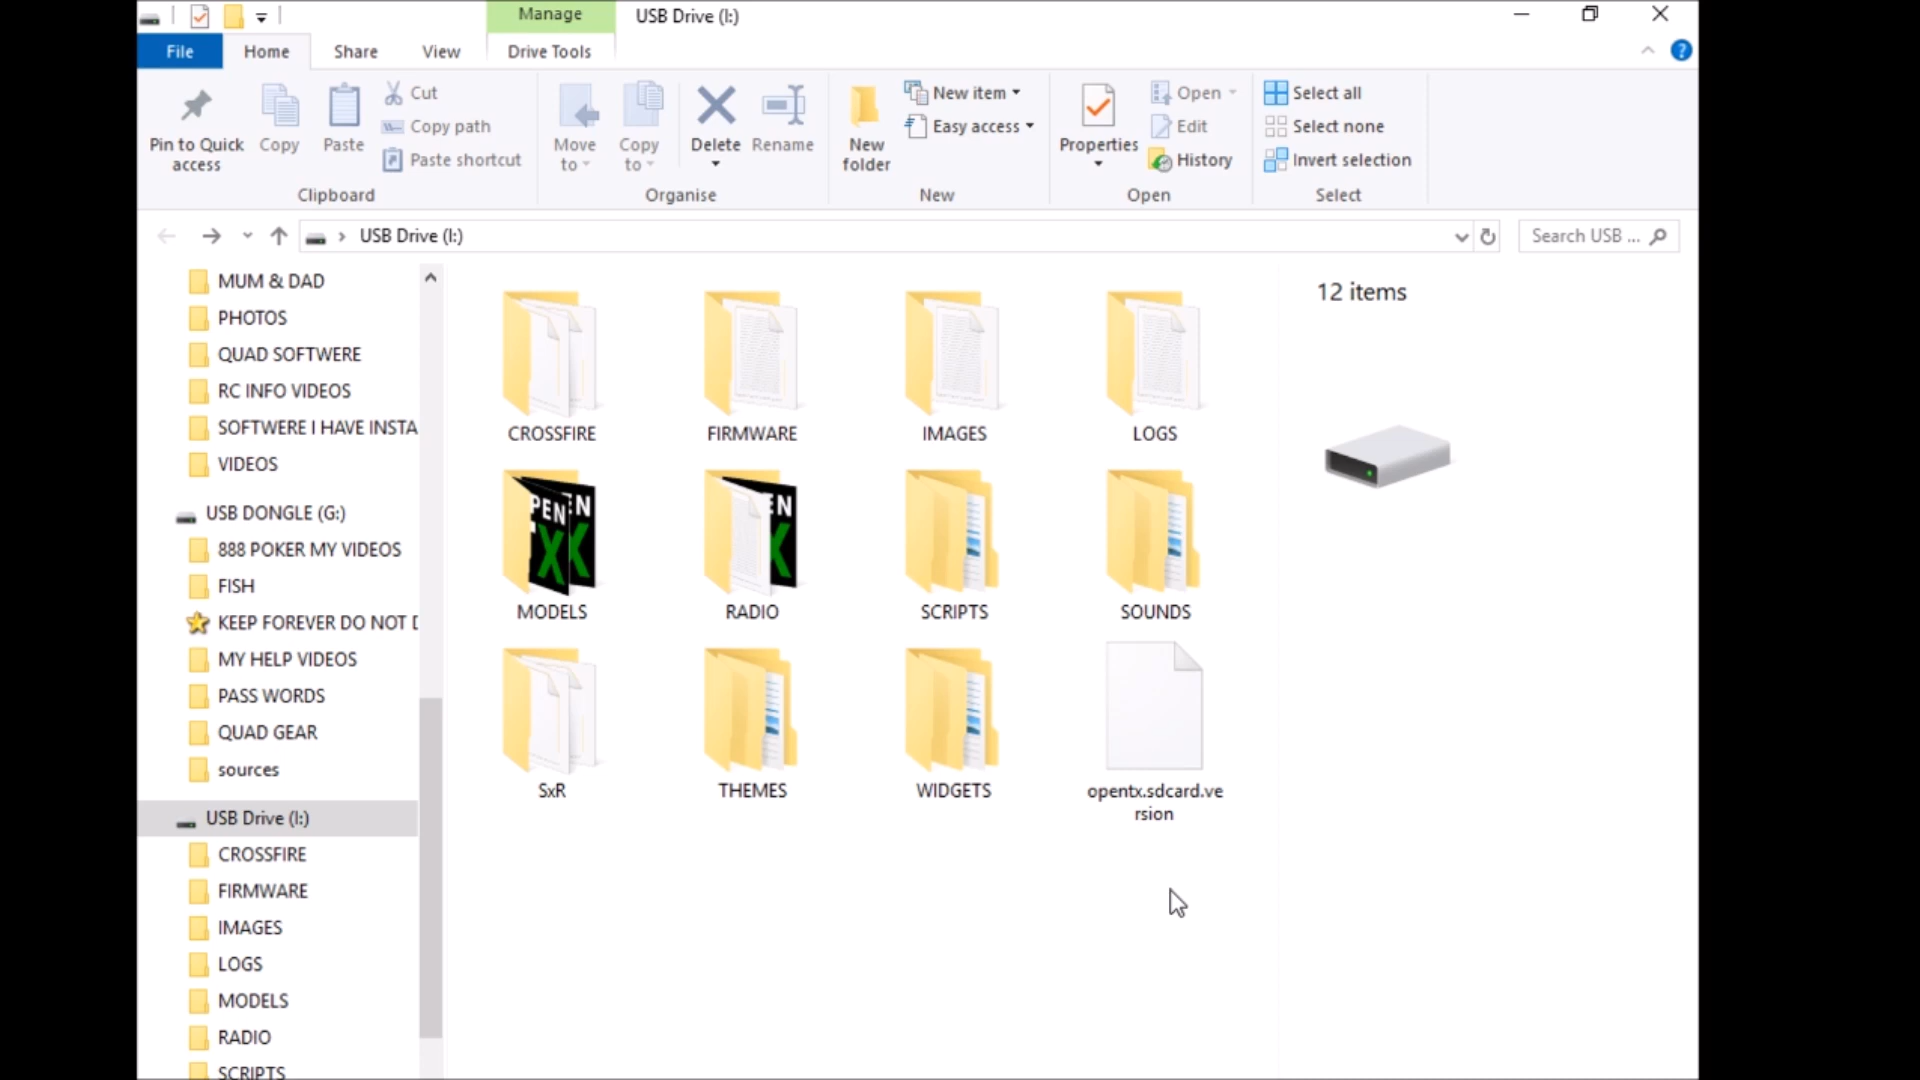 Manage
USB Drive (I:)
File
Home
Share
View
Drive Tools
?
Pin to Quick
access
Copy
Paste
Cut
Copy path
Paste shortcut
Clipboard
Move
to
Copy
to
Delete
Rename
Organise
New
folder
New item
Easy access
New
Properties
Open
Edit
History
Open
Select all
Select none
Invert selection
Select
USB Drive (I:)
Search USB ...
MUM & DAD
PHOTOS
QUAD SOFTWERE
RC INFO VIDEOS
SOFTWERE I HAVE INSTA
VIDEOS
USB DONGLE (G:)
888 POKER MY VIDEOS
FISH
KEEP FOREVER DO NOT D
MY HELP VIDEOS
PASS WORDS
QUAD GEAR
sources
USB Drive (I:)
CROSSFIRE
FIRMWARE
IMAGES
LOGS
MODELS
RADIO
SCRIPTS
CROSSFIRE
FIRMWARE
IMAGES
LOGS
MODELS
RADIO
SCRIPTS
SOUNDS
SxR
THEMES
WIDGETS
opentx.sdcard.ve
rsion
12 items